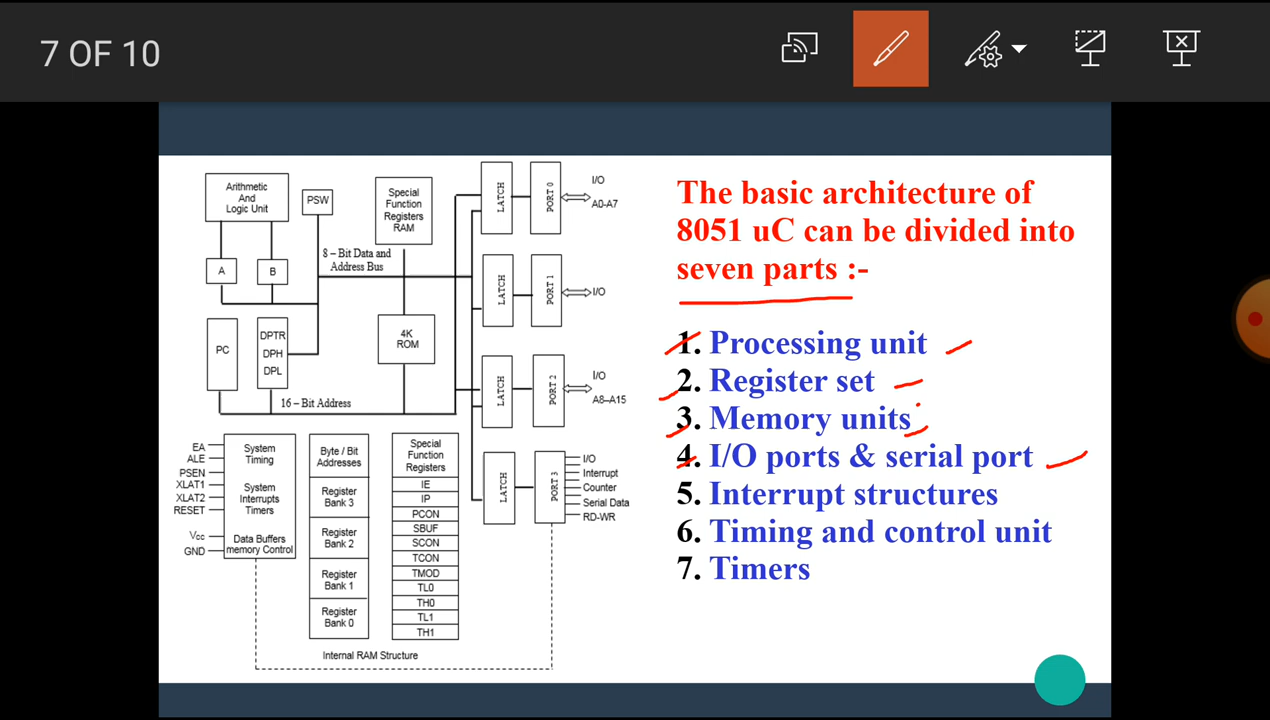 7 OF 10
Arithmetic
And
Logic Unit
PSW
Special
Function
Registers
RAM
A
B
8 – Bit Data and
Address Bus
PC
DPTR
DPH
DPL
4K
ROM
16 – Bit Address
LATCH
PORT 0
I/O
A0-A7
LATCH
PORT 1
I/O
LATCH
PORT 2
I/O
A8–A15
LATCH
PORT 3
I/O
Interrupt
Counter
Serial Data
RD-WR
EA
ALE
PSEN
XLAT1
XLAT2
RESET
Vcc
GND
System
Timing
System
Interrupts
Timers
Data Buffers
memory Control
Byte / Bit
Addresses
Register
Bank 3
Register
Bank 2
Register
Bank 1
Register
Bank 0
Special
Function
Registers
IE
IP
PCON
SBUF
SCON
TCON
TMOD
TL0
TH0
TL1
TH1
Internal RAM Structure
The basic architecture of
8051 uC can be divided into
seven parts :-
1. Processing unit
2. Register set
3. Memory units
4. I/O ports & serial port
5. Interrupt structures
6. Timing and control unit
7. Timers